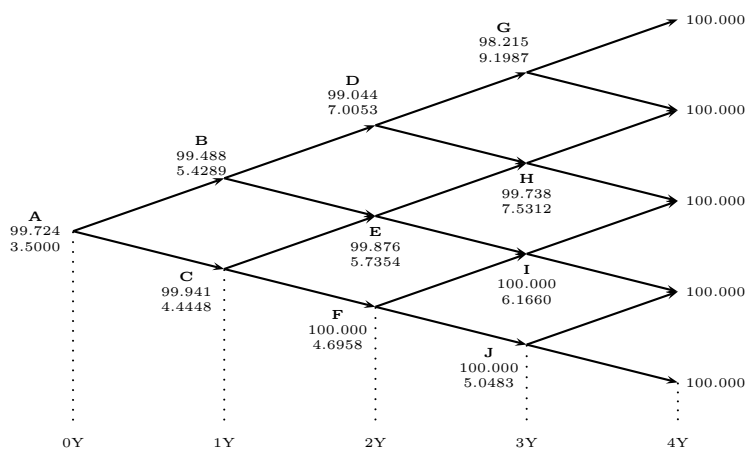 100.000
G
98.215
9.1987
D
99.044
7.0053
100.000
B
99.488
5.4289
H
99.738
7.5312
100.000
A
99.724
3.5000
E
99.876
5.7354
C
99.941
4.4448
I
100.000
6.1660
100.000
F
100.000
4.6958
J
100.000
5.0483
100.000
0Y 1Y 2Y 3Y 4Y